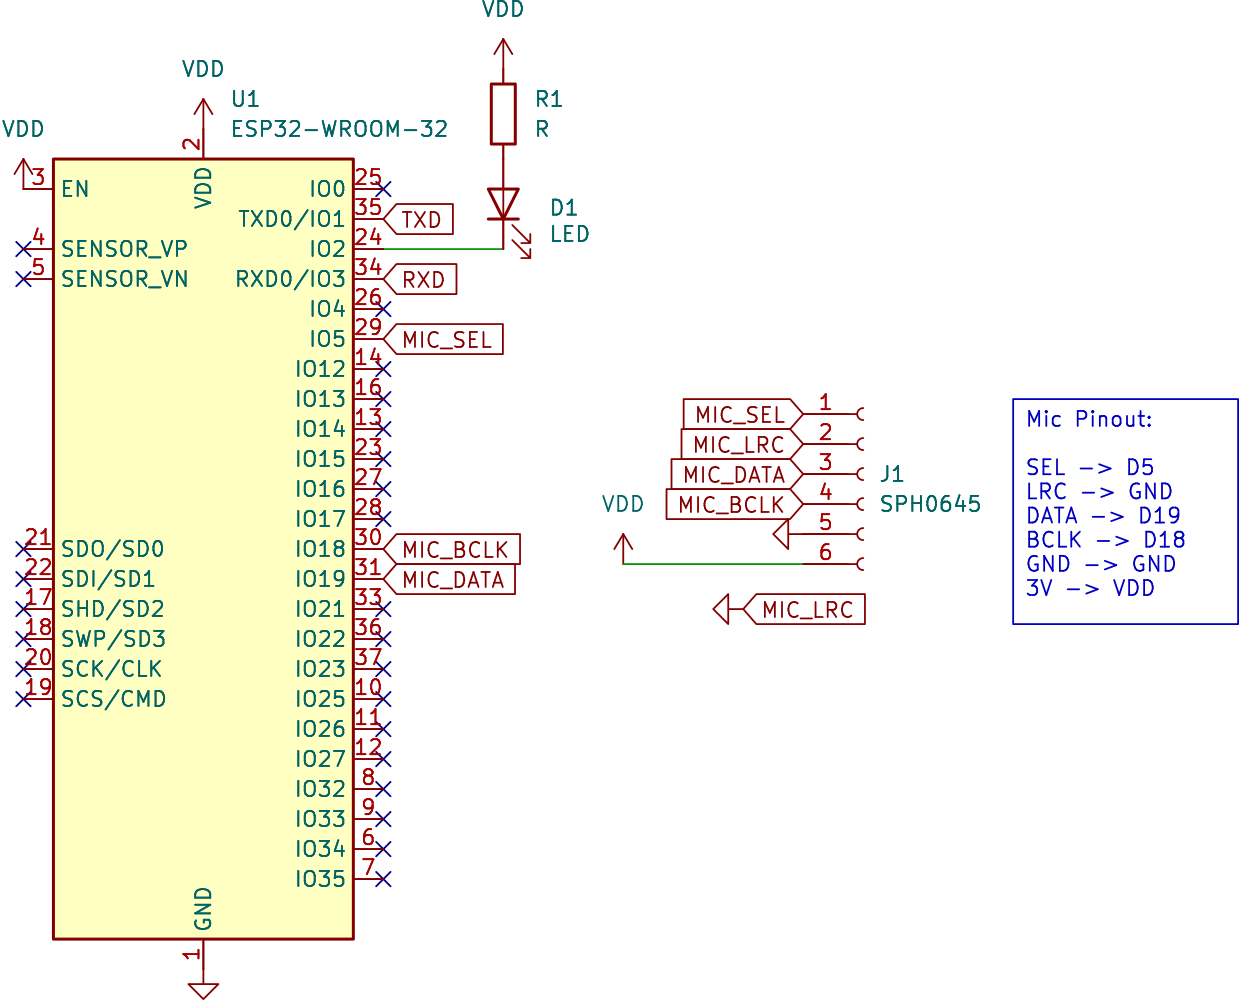 VDD
VDD
VDD
U1
ESP32-WROOM-32
R1
R
D1
LED
2
VDD
3 EN
4 SENSOR_VP
5 SENSOR_VN
21 SDO/SD0
22 SDI/SD1
17 SHD/SD2
18 SWP/SD3
20 SCK/CLK
19 SCS/CMD
IO0 25
TXD0/IO1 35 TXD
IO2 24
RXD0/IO3 34 RXD
IO4 26
IO5 29 MIC_SEL
IO12 14
IO13 16
IO14 13
IO15 23
IO16 27
IO17 28
IO18 30 MIC_BCLK
IO19 31 MIC_DATA
IO21 33
IO22 36
IO23 37
IO25 10
IO26 11
IO27 12
IO32 8
IO33 9
IO34 6
IO35 7
GND
1
MIC_SEL 1
MIC_LRC 2
MIC_DATA 3
MIC_BCLK 4
5
6
VDD
J1
SPH0645
MIC_LRC
Mic Pinout:
SEL -> D5
LRC -> GND
DATA -> D19
BCLK -> D18
GND -> GND
3V -> VDD